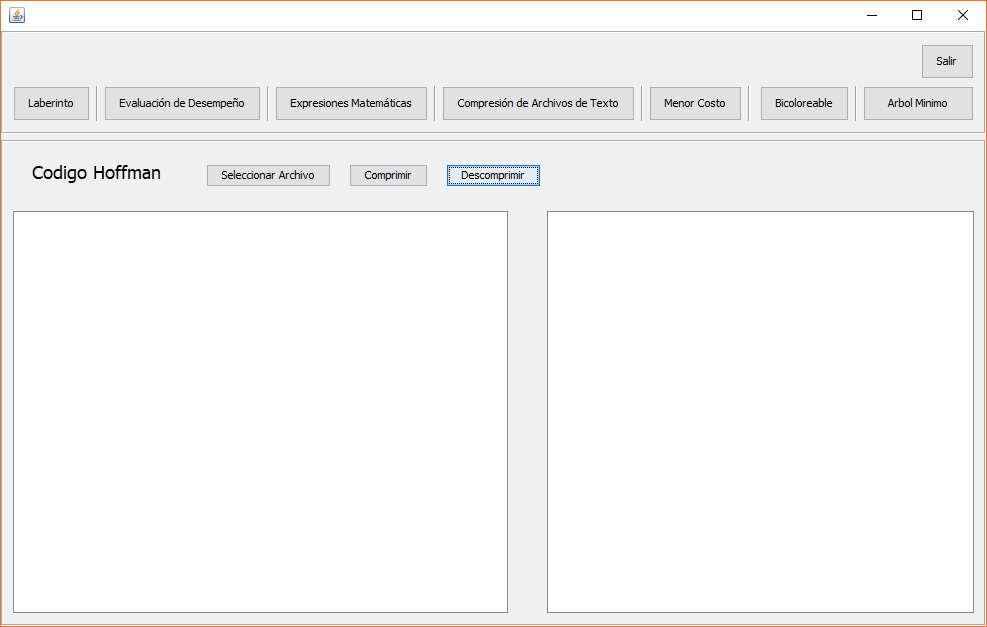 Salir
Laberinto Evaluación de Desempeño Expresiones Matemáticas Compresión de Archivos de Texto Menor Costo Bicoloreable Arbol Minimo
Codigo Hoffman Seleccionar Archivo Comprimir Descomprimir